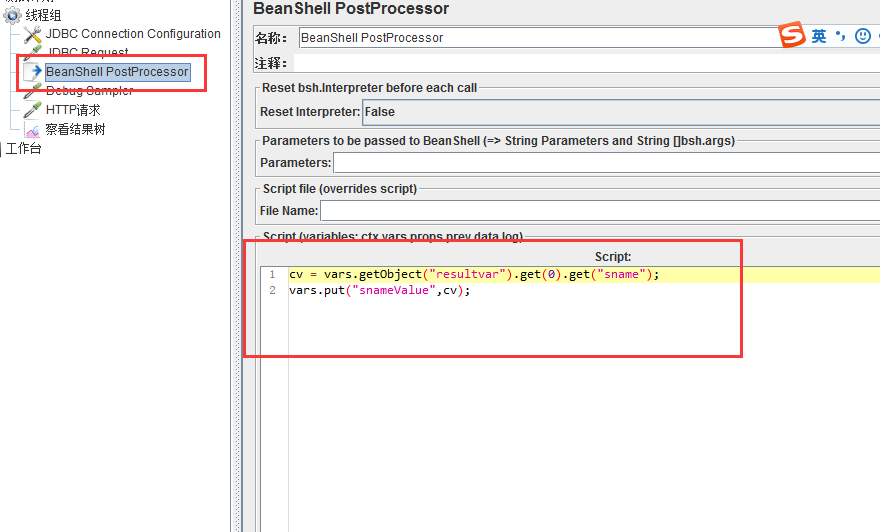 线程组
JDBC Connection Configuration
JDBC Request
BeanShell PostProcessor
Debug Sampler
HTTP请求
察看结果树
工作台
BeanShell PostProcessor
名称： BeanShell PostProcessor
英
注释：
Reset bsh.Interpreter before each call
Reset Interpreter: False
Parameters to be passed to BeanShell (=> String Parameters and String []bsh.args)
Parameters:
Script file (overrides script)
File Name:
Script (variables: ctx vars props prev data log)
Script:
1 cv = vars.getObject("resultvar").get(0).get("sname");
2 vars.put("snameValue",cv);